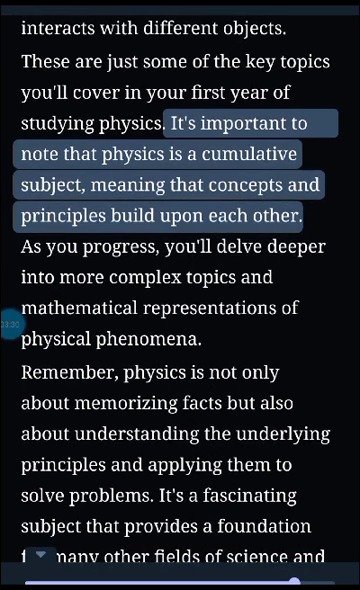 interacts with different objects.
These are just some of the key topics
you'll cover in your first year of
studying physics. It's important to
note that physics is a cumulative
subject, meaning that concepts and
principles build upon each other.
As you progress, you'll delve deeper
into more complex topics and
mathematical representations of
physical phenomena.
Remember, physics is not only
about memorizing facts but also
about understanding the underlying
principles and applying them to
solve problems. It's a fascinating
subject that provides a foundation
many other fields of science and